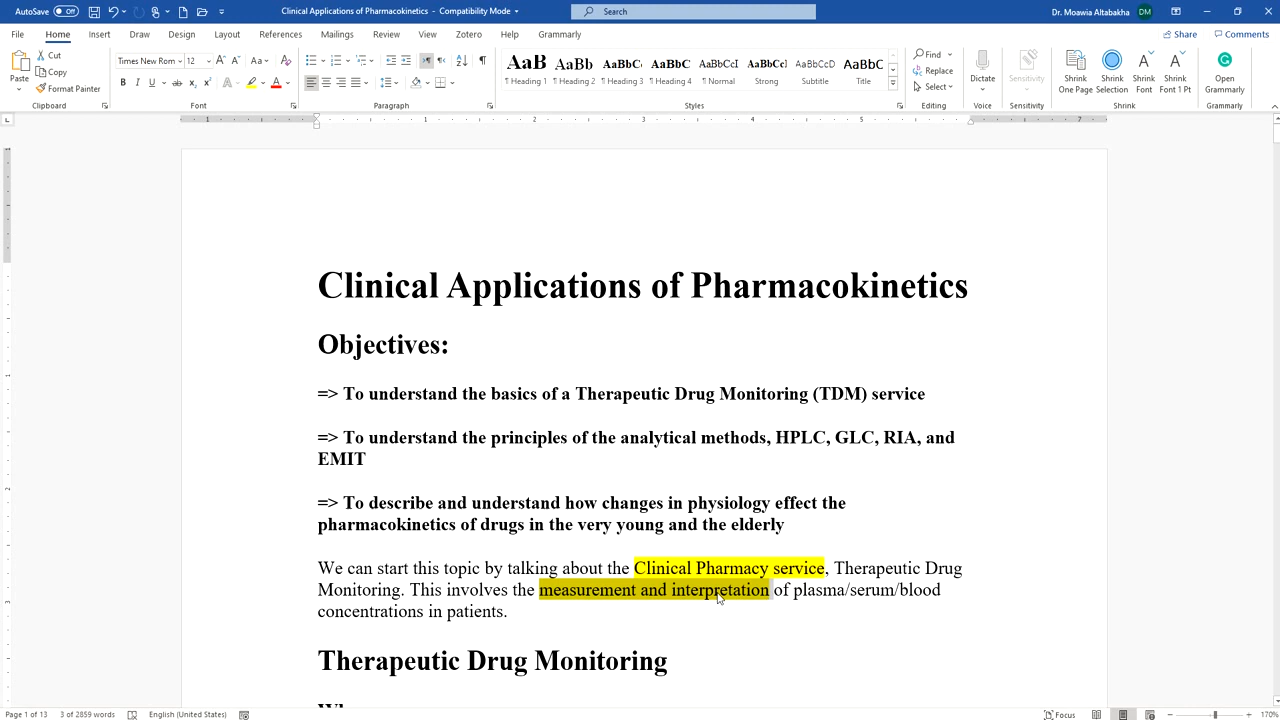 AutoSave Off Clinical Applications of Pharmacokinetics - Compatibility Mode Search Dr. Moawia Altabakha DM
File Home Insert Draw Design Layout References Mailings Review View Zotero Grammarly Share Comments
Paste Cut Copy Format Painter
Times New Rom 12
AaB AaBb AaBbC AaBbC AaBbCcI AaBbCcI AaBbCcD AaBbC
¶ Heading 1 ¶ Heading 2 ¶ Heading 3 ¶ Heading 4 ¶ Normal Strong Subtitle Title
Find Replace Select
Dictate Sensitivity
Shrink One Page Shrink Selection Shrink Font Shrink Font 1 Pt
Open Grammarly
Clipboard Font Paragraph Styles Editing Voice Sensitivity Shrink Grammarly
1 1 2 3 4 5 7
Clinical Applications of Pharmacokinetics
Objectives:
=> To understand the basics of a Therapeutic Drug Monitoring (TDM) service
=> To understand the principles of the analytical methods, HPLC, GLC, RIA, and
EMIT
=> To describe and understand how changes in physiology effect the
pharmacokinetics of drugs in the very young and the elderly
We can start this topic by talking about the Clinical Pharmacy service, Therapeutic Drug
Monitoring. This involves the measurement and interpretation of plasma/serum/blood
concentrations in patients.
Therapeutic Drug Monitoring
Page 1 of 13 3 of 2859 words English (United States) Focus 170%